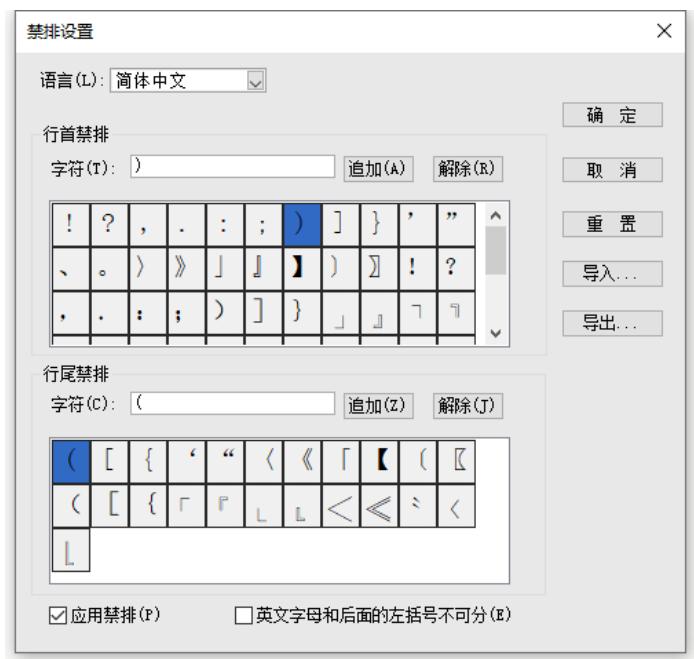 禁排设置
语言(L): 简体中文
行首禁排
字符(T): )
追加(A) 解除(R)
! ? , . : ; ) ] } ’ ”
、 。 〉 》 」 』 】 〕 〗 ! ?
, . : ; ) ] } 」 』 ﹁ ﹃
行尾禁排
字符(C): (
追加(Z) 解除(J)
( [ { ‘ “ 〈 《 「 【 〔 〖
( [ { 「 『
应用禁排(P) 英文字母和后面的左括号不可分(E)
确 定
取 消
重 置
导入...
导出...